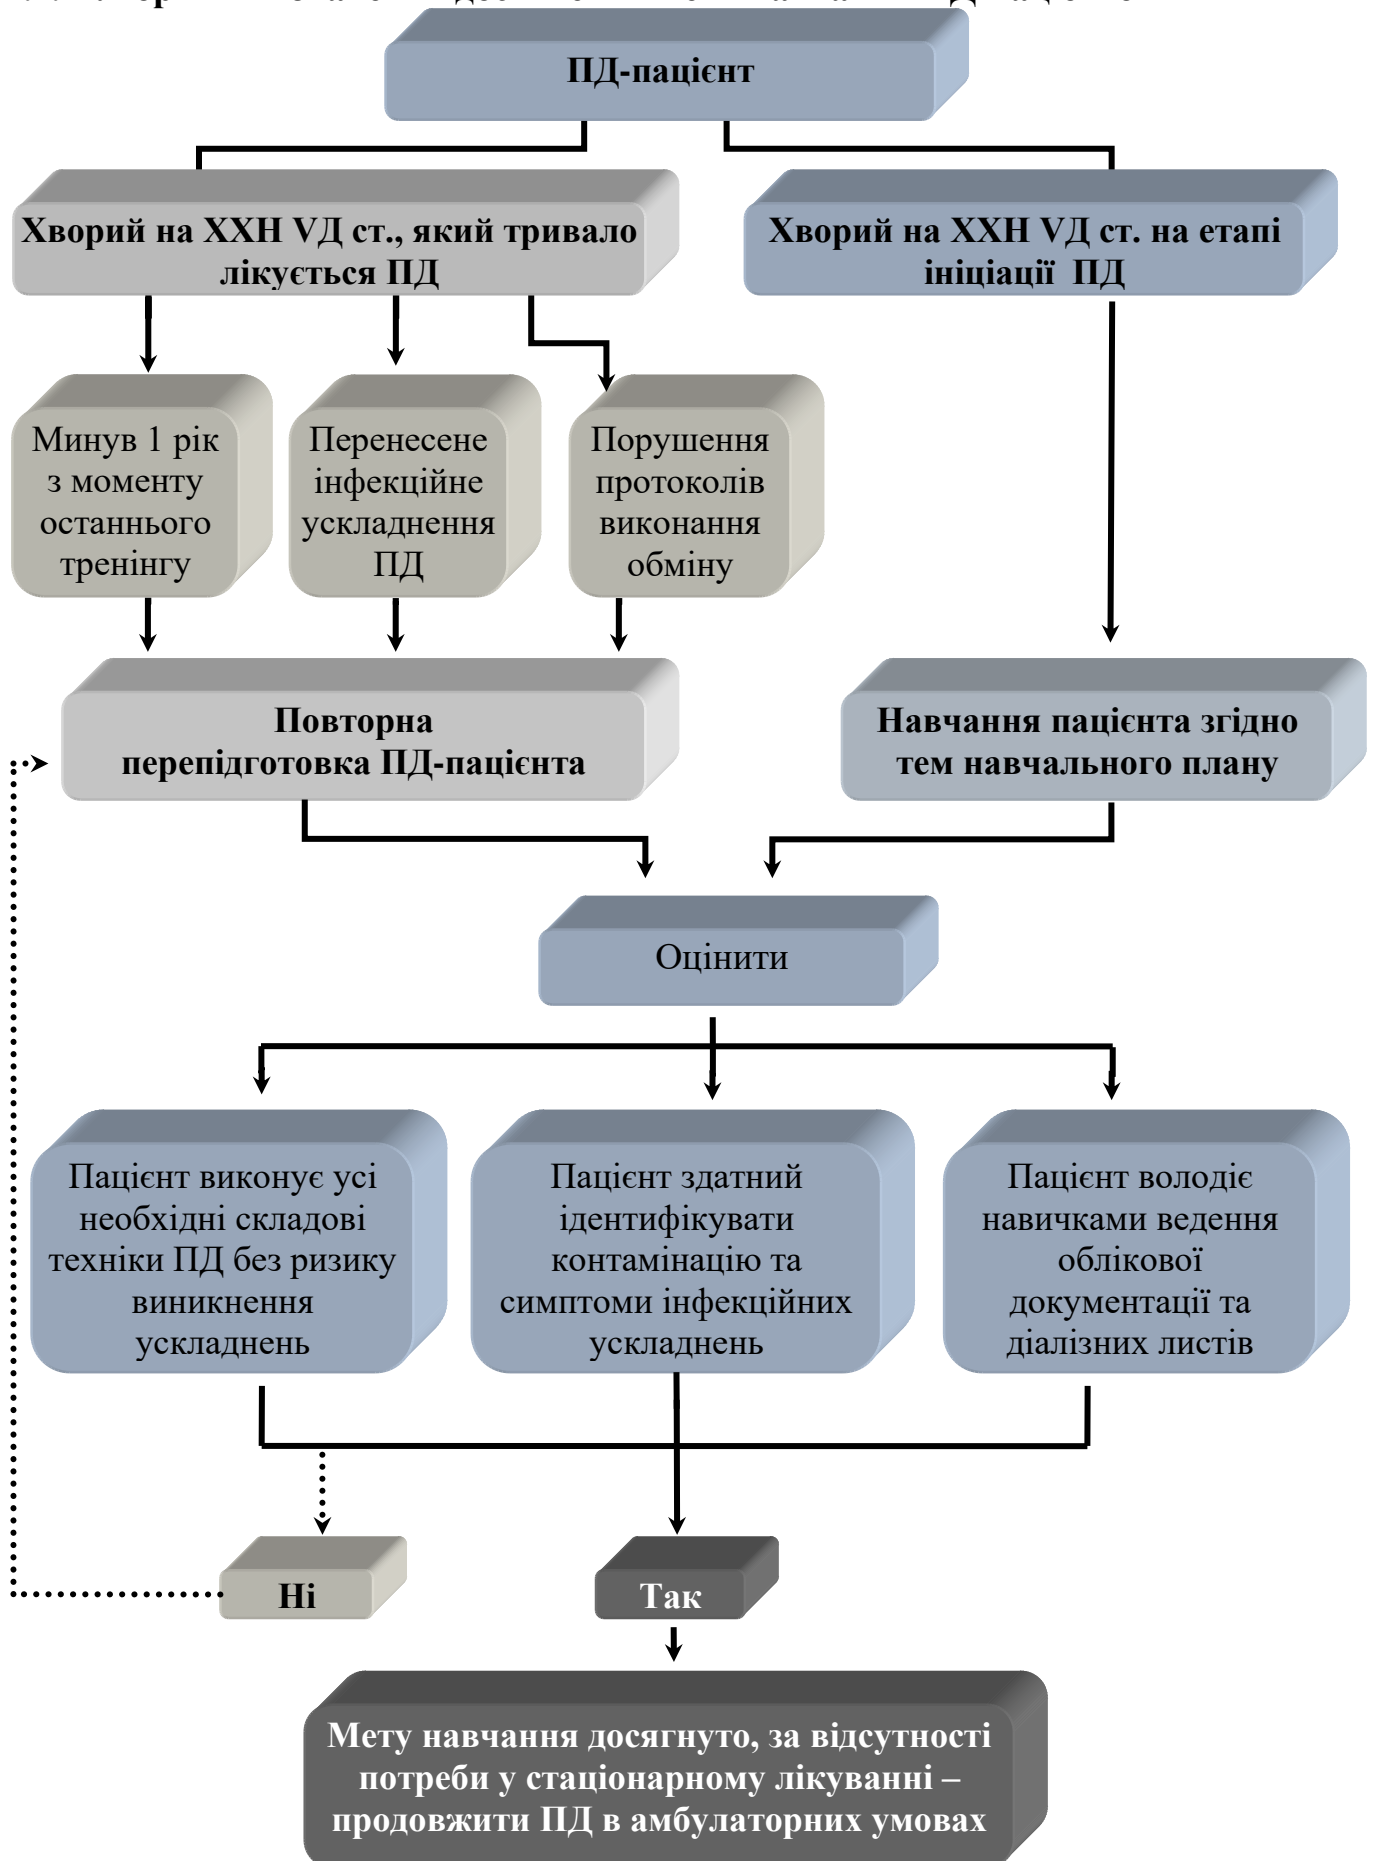 ПД-пацієнт
Хворий на ХХН VД ст., який тривало
лікується ПД
Хворий на ХХН VД ст. на етапі
ініціації ПД
Минув 1 рік
з моменту
останнього
тренінгу
Перенесене
інфекційне
ускладнення
ПД
Порушення
протоколів
виконання
обміну
Повторна
перепідготовка ПД-пацієнта
Навчання пацієнта згідно
тем навчального плану
Оцінити
Пацієнт виконує усі
необхідні складові
техніки ПД без ризику
виникнення
ускладнень
Пацієнт здатний
ідентифікувати
контамінацію та
симптоми інфекційних
ускладнень
Пацієнт володіє
навичками ведення
облікової
документації та
діалізних листів
Ні
Так
Мету навчання досягнуто, за відсутності
потреби у стаціонарному лікуванні –
продовжити ПД в амбулаторних умовах